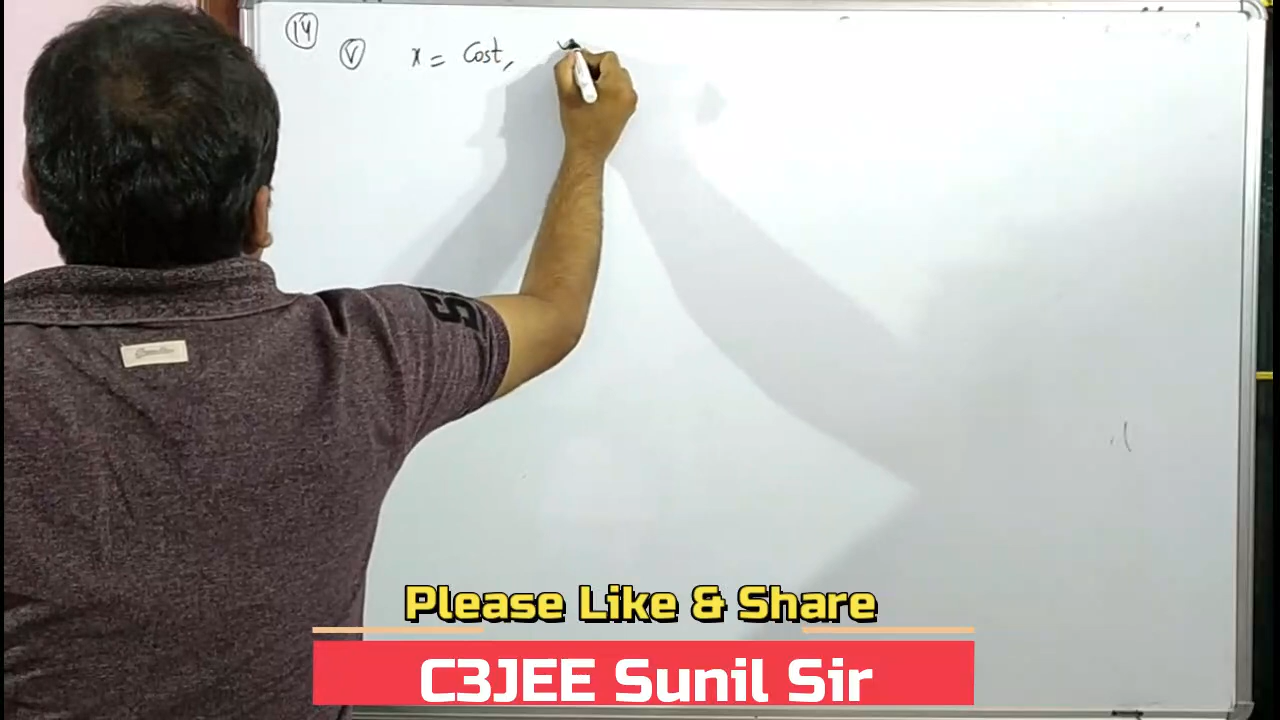 14
V x = Cost,
Please Like & Share
C3JEE Sunil Sir